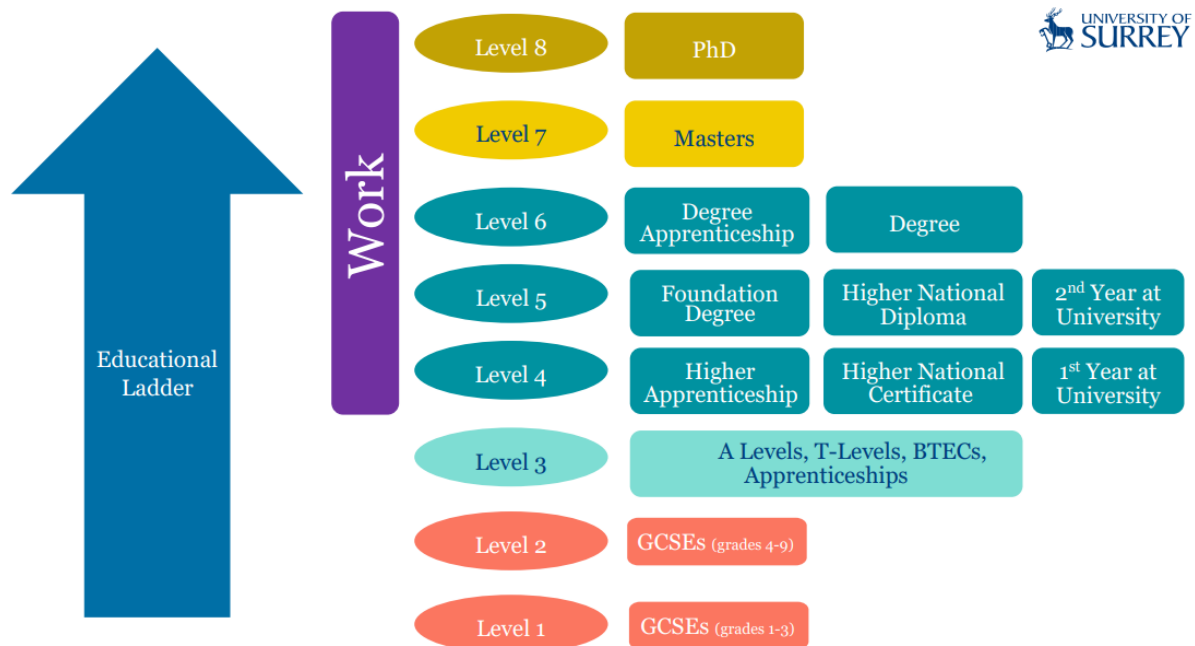 UNIVERSITY OF
SURREY
Educational
Ladder
Work
Level 8
PhD
Level 7
Masters
Level 6
Degree
Apprenticeship
Degree
Level 5
Foundation
Degree
Higher National
Diploma
2nd Year at
University
Level 4
Higher
Apprenticeship
Higher National
Certificate
1st Year at
University
Level 3
A Levels, T-Levels, BTECs,
Apprenticeships
Level 2
GCSEs (grades 4-9)
Level 1
GCSEs (grades 1-3)